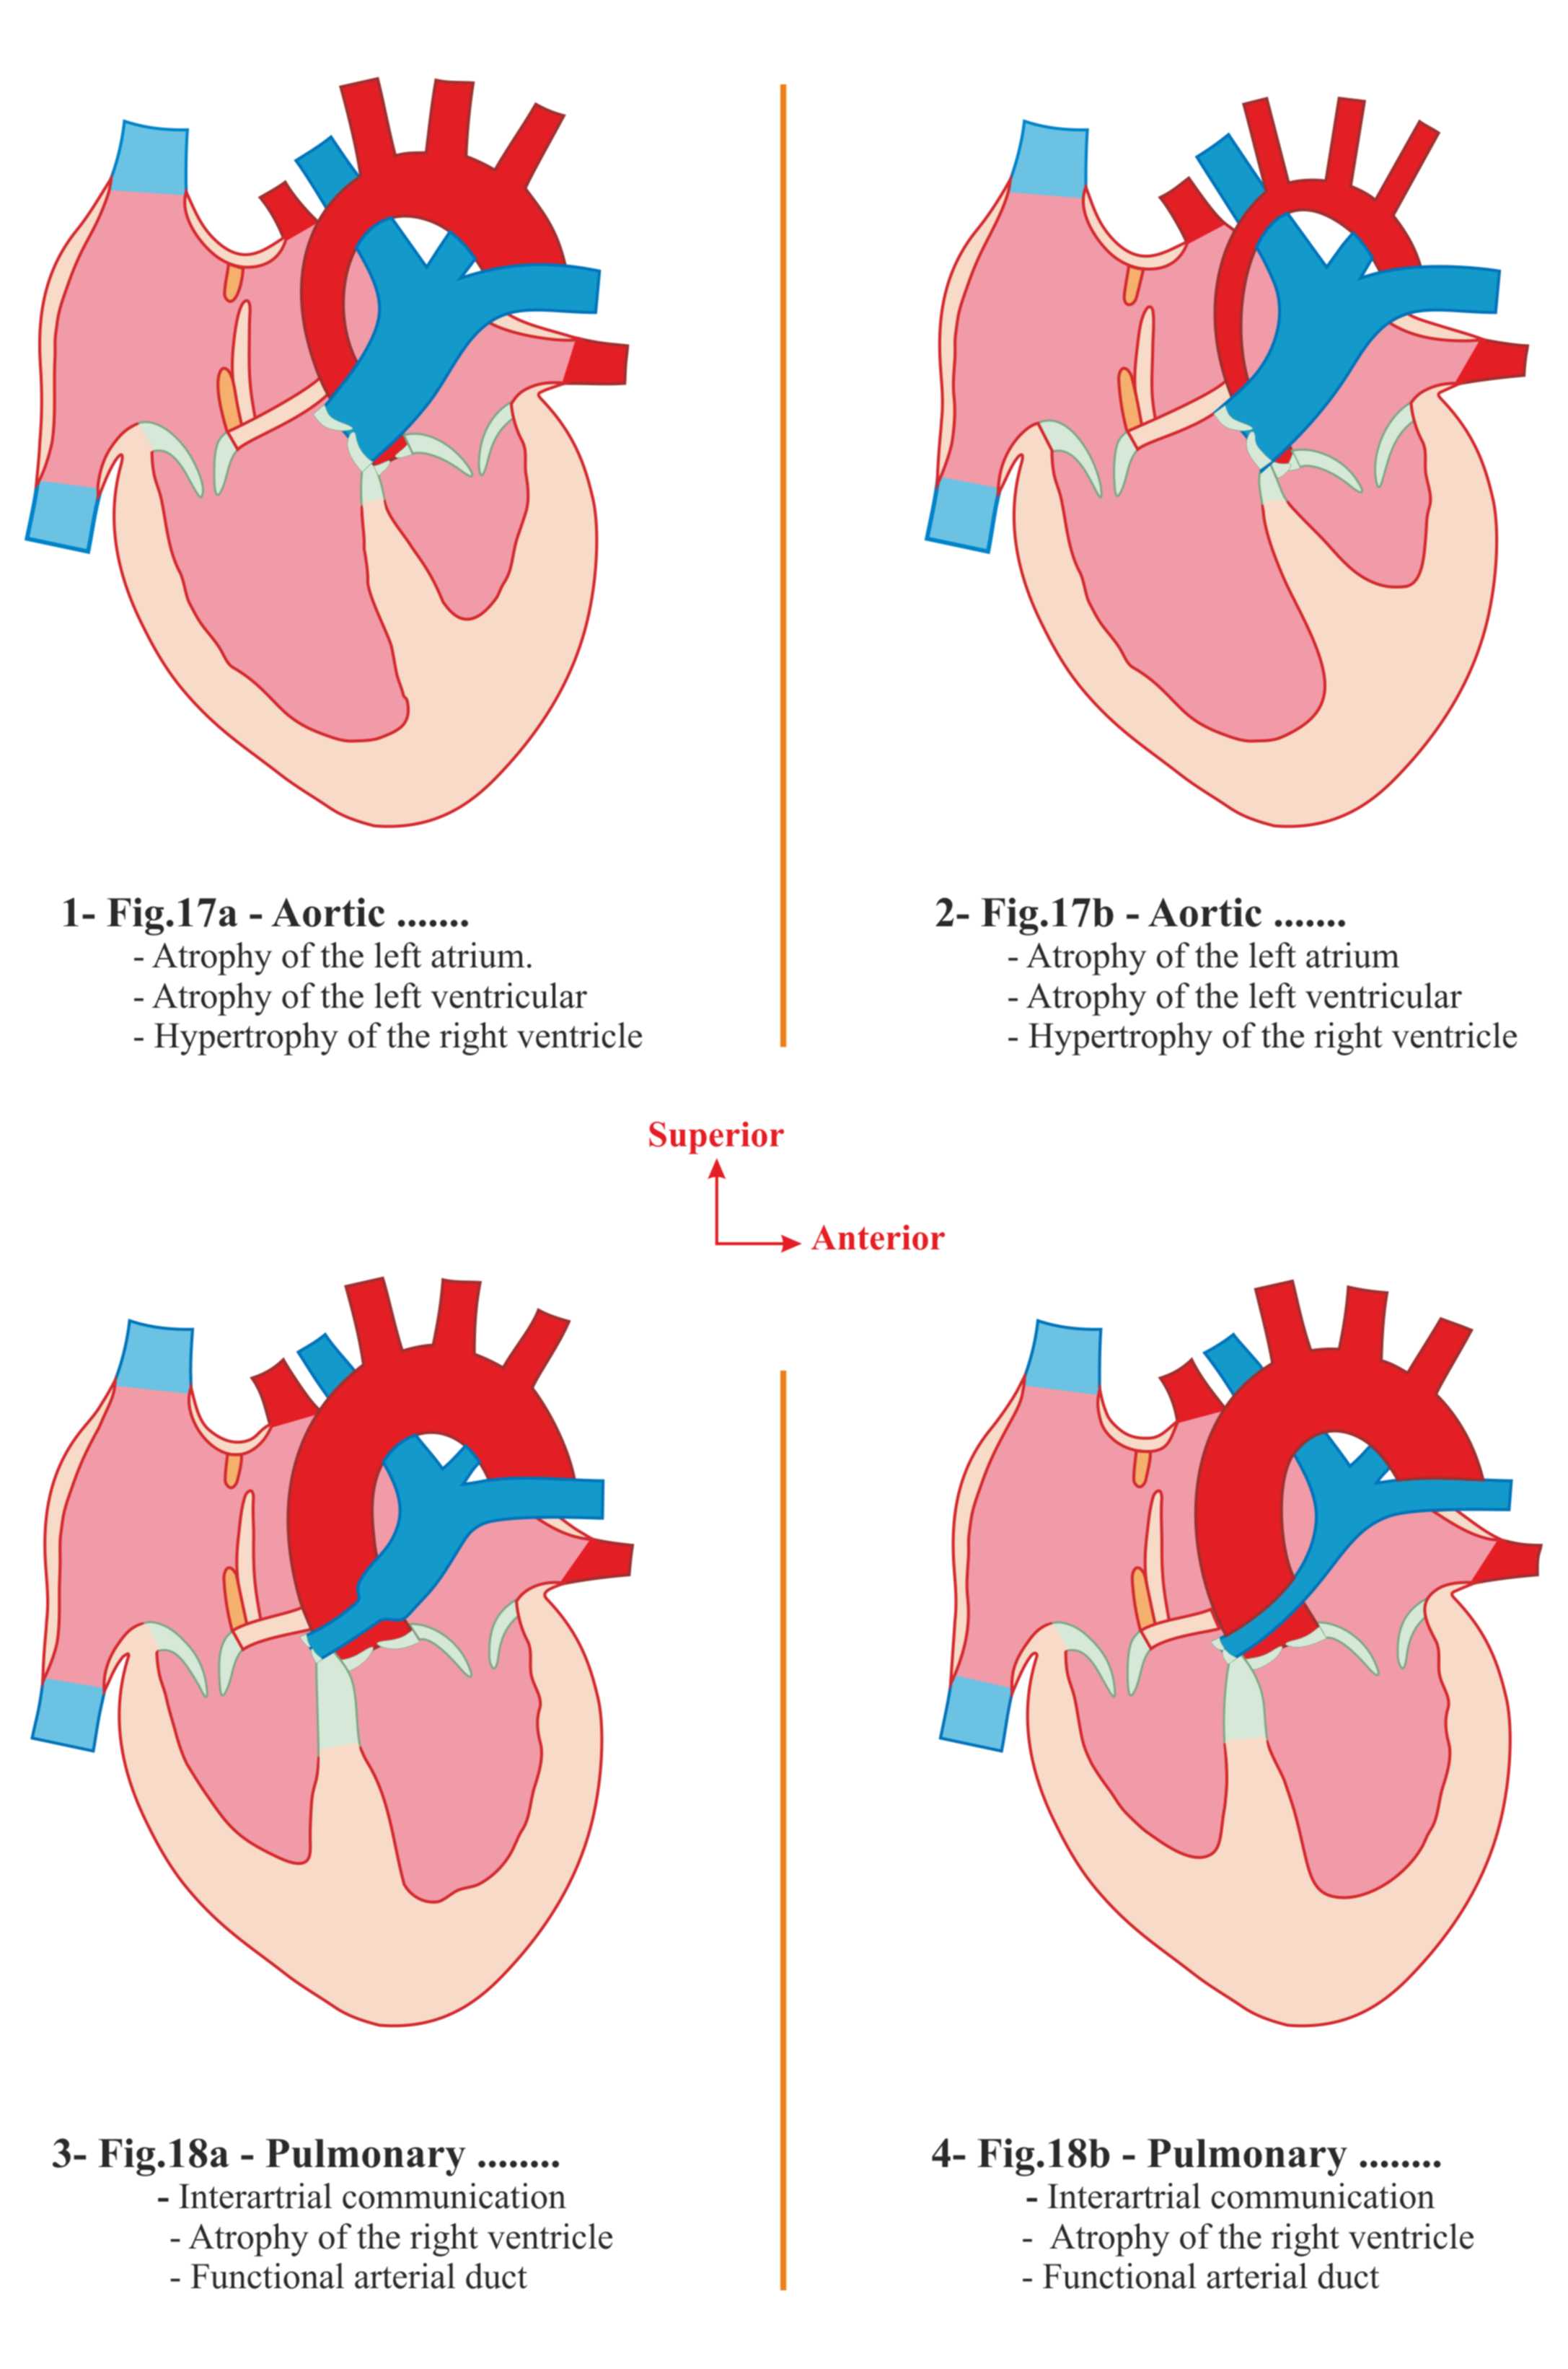 1- Fig.17a - Aortic .......
- Atrophy of the left atrium.
- Atrophy of the left ventricular
- Hypertrophy of the right ventricle
2- Fig.17b - Aortic .......
- Atrophy of the left atrium
- Atrophy of the left ventricular
- Hypertrophy of the right ventricle
Superior
Anterior
3- Fig.18a - Pulmonary ........
- Interartrial communication
- Atrophy of the right ventricle
- Functional arterial duct
4- Fig.18b - Pulmonary ........
- Interartrial communication
- Atrophy of the right ventricle
- Functional arterial duct